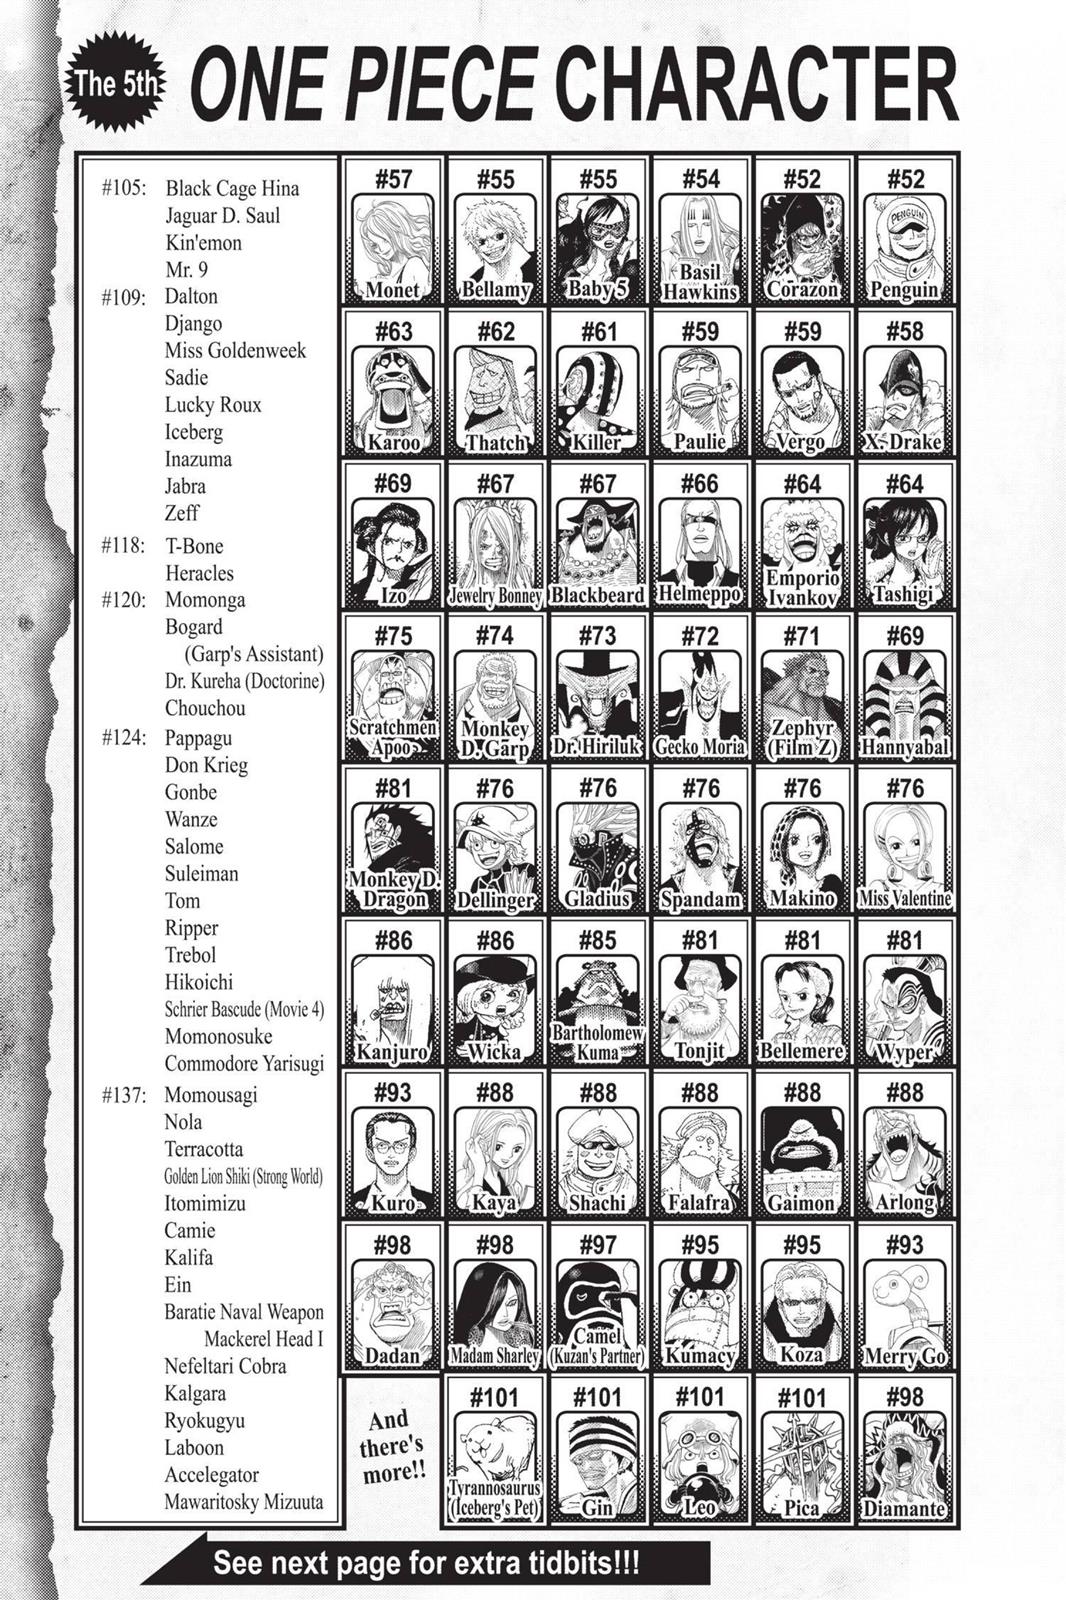 The 5th
ONE PIECE CHARACTER
#105: Black Cage Hina
Jaguar D. Saul
Kin'emon
Mr. 9
#109: Dalton
Django
Miss Goldenweek
Sadie
Lucky Roux
Iceberg
Inazuma
Jabra
Zeff
#118: T-Bone
Heracles
#120: Momonga
Bogard
(Garp's Assistant)
Dr. Kureha (Doctorine)
Chouchou
#124: Pappagu
Don Krieg
Gonbe
Wanze
Salome
Suleiman
Tom
Ripper
Trebol
Hikoichi
Schrier Bascude (Movie 4)
Momonosuke
Commodore Yarisugi
#137: Momousagi
Nola
Terracotta
Golden Lion Shiki (Strong World)
Itomimizu
Camie
Kalifa
Ein
Baratie Naval Weapon
Mackerel Head I
Nefeltari Cobra
Kalgara
Ryokugyu
Laboon
Accelegator
Mawaritosky Mizuuta
#57
Monet
#55
Bellamy
#55
Baby 5
#54
Basil
Hawkins
#52
Corazon
#52
PENGUIN
Penguin
#63
Karoo
#62
Thatch
#61
Killer
#59
Paulie
#59
Vergo
#58
X. Drake
#69
Izo
#67
Jewelry Bonney
#67
Blackbeard
#66
Helmeppo
#64
Emporio
Ivankov
#64
Tashigi
#75
Scratchmen
Apoo
#74
Monkey
D. Garp
#73
Dr. Hiriluk
#72
Gecko Moria
#71
Zephyr
(Film Z)
#69
Hannyabal
#81
Monkey D.
Dragon
#76
Dellinger
#76
Gladius
#76
Spandam
#76
Makino
#76
Miss Valentine
#86
Kanjuro
#86
Wicka
#85
Bartholomew
Kuma
#81
Tonjit
#81
Bellemere
#81
Wyper
#93
Kuro
#88
Kaya
#88
Shachi
#88
Falafra
#88
Gaimon
#88
Arlong
#98
Dadan
#98
Madam Sharley
#97
Camel
(Kuzan's Partner)
#95
Kumacy
#95
Koza
#93
Merry Go
And
there's
more!!
#101
Tyrannosaurus
(Iceberg's Pet)
#101
Gin
#101
Leo
#101
Pica
#98
Diamante
See next page for extra tidbits!!!